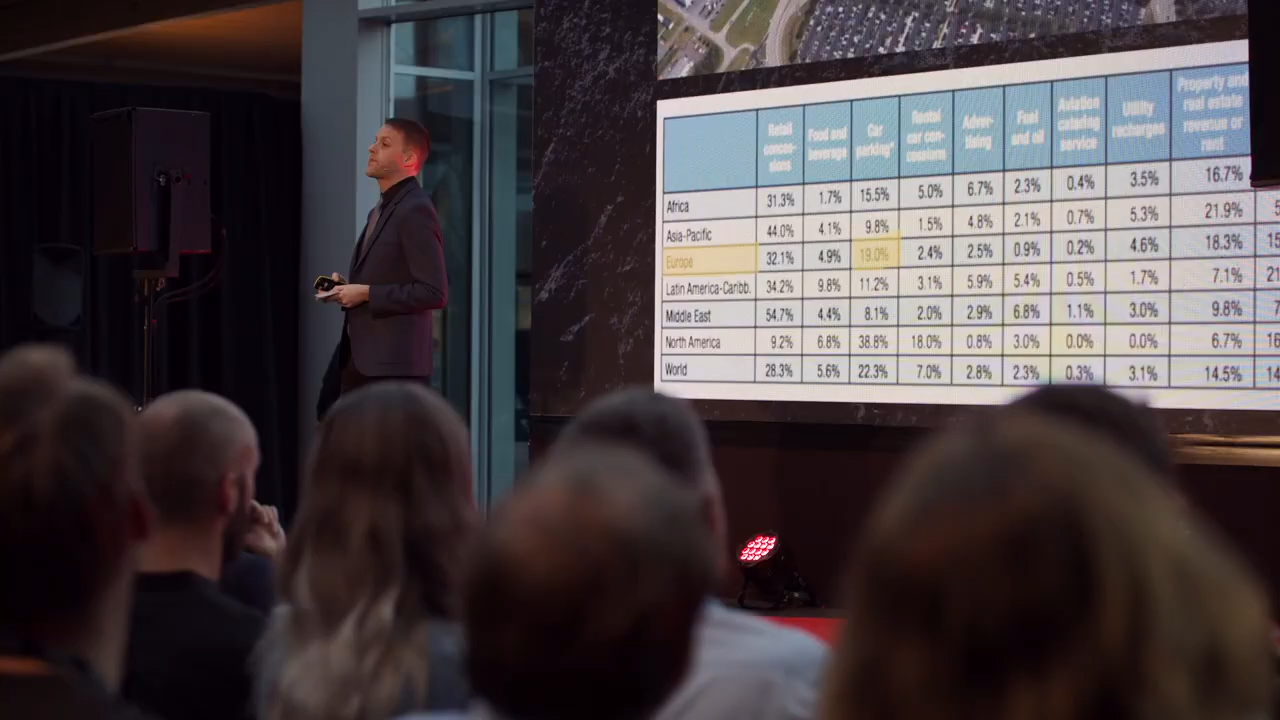 Retail conces- sions Food and beverage Car parking* Rental car con- cessions Adver- tising Fuel and oil Aviation catering service Utility recharges Property and real estate revenue or rent
Africa 31.3% 1.7% 15.5% 5.0% 6.7% 2.3% 0.4% 3.5% 16.7%
Asia-Pacific 44.0% 4.1% 9.8% 1.5% 4.8% 2.1% 0.7% 5.3% 21.9%
Europe 32.1% 4.9% 19.0% 2.4% 2.5% 0.9% 0.2% 4.6% 18.3%
Latin America-Caribb. 34.2% 9.8% 11.2% 3.1% 5.9% 5.4% 0.5% 1.7% 7.1%
Middle East 54.7% 4.4% 8.1% 2.0% 2.9% 6.8% 1.1% 3.0% 9.8%
North America 9.2% 6.8% 38.8% 18.0% 0.8% 3.0% 0.0% 0.0% 6.7%
World 28.3% 5.6% 22.3% 7.0% 2.8% 2.3% 0.3% 3.1% 14.5%